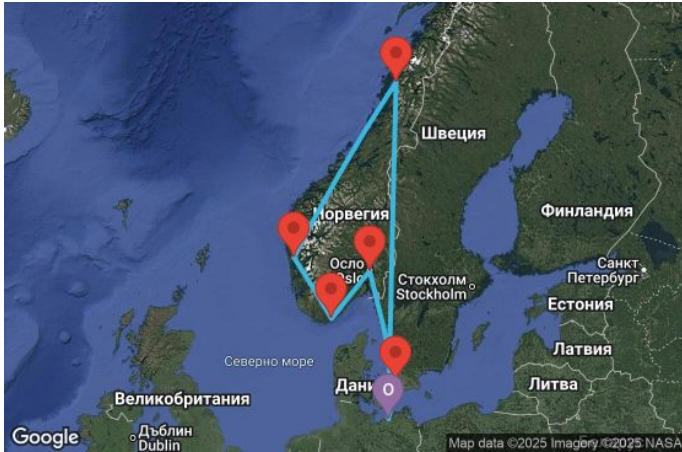 Швеция
Норвегия
Финландия
Осло
Oslo
Санкт
Петербург
Стокхолм
Stockholm
Естония
Северно море
Латвия
Дани
O
Литва
Великобритания
Дъблин
Dublin
Google
Map data ©2025 Imagery ©2025 NASA